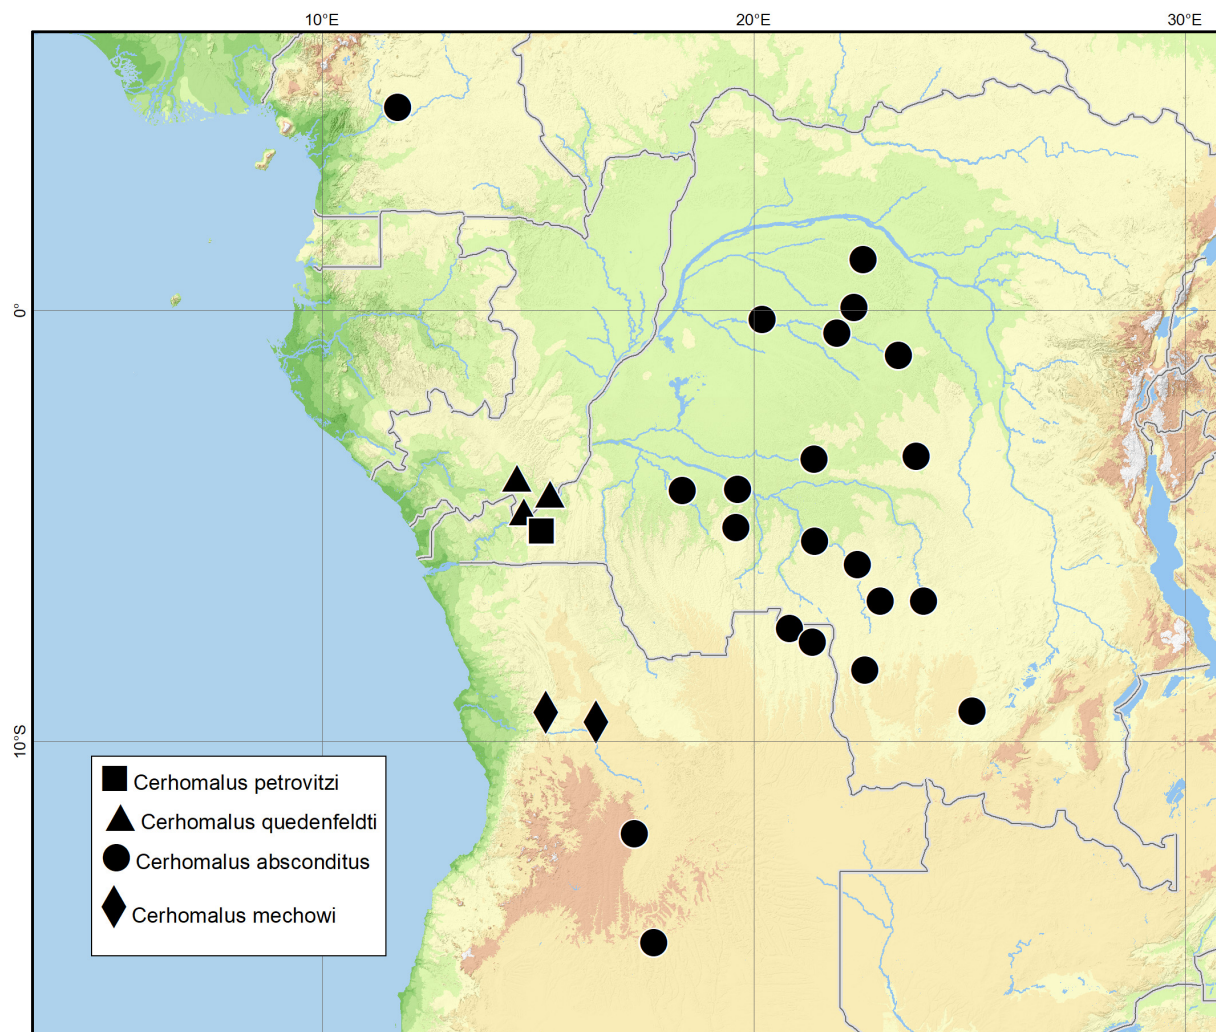 10°E
20°E
30°E
0°
10°S
Cerhomalus petrovitzi
Cerhomalus quedenfeldti
Cerhomalus absconditus
Cerhomalus mechowi